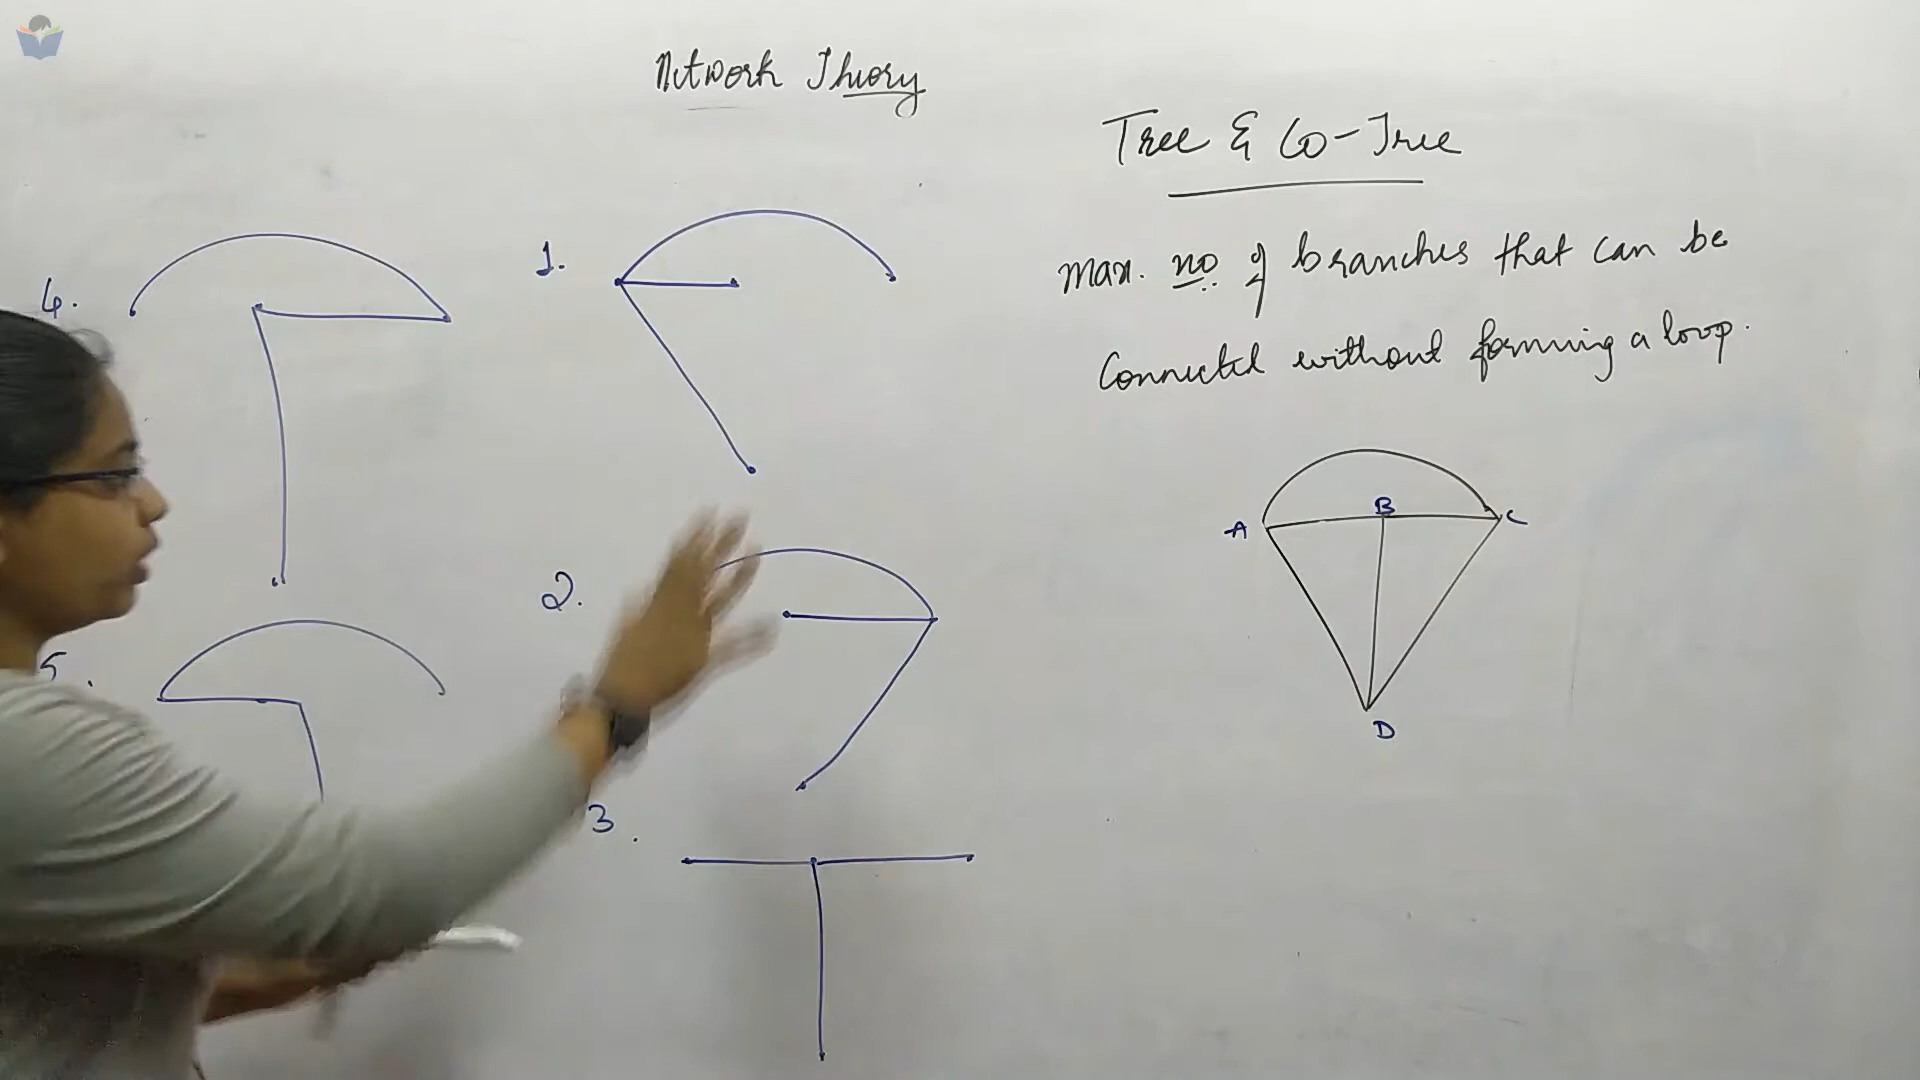 Network Theory
Tree & Co-Tree
max. no of branches that can be
Connected without forming a loop.
4.
1.
5.
2.
3.
A
B
C
D